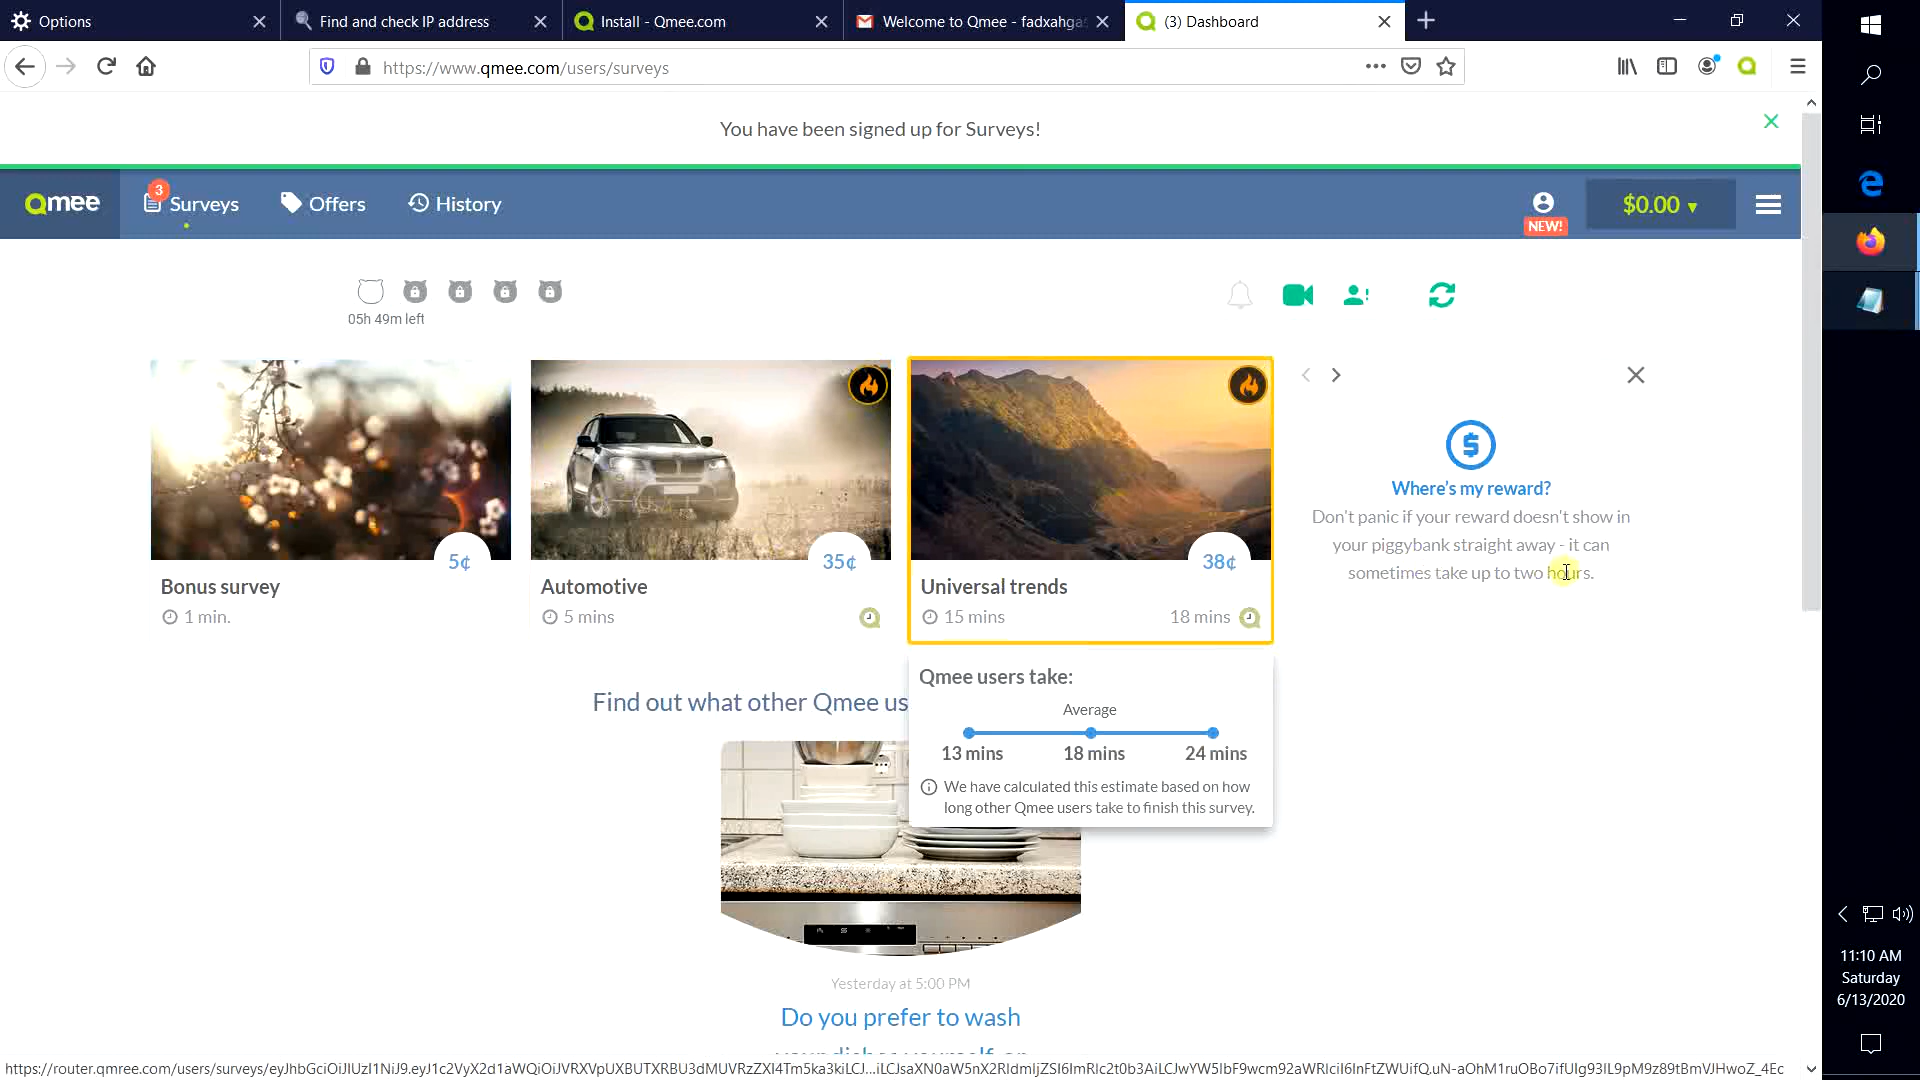 Options
Find and check IP address
Install - Qmee.com
Welcome to Qmee - fadxahga
(3) Dashboard
https://www.qmee.com/users/surveys
You have been signed up for Surveys!
Qmee
3
Surveys
Offers
History
NEW!
$0.00 ▾
05h 49m left
5¢
Bonus survey
1 min.
35¢
Automotive
5 mins
38¢
Universal trends
15 mins
18 mins
Where's my reward?
Don't panic if your reward doesn't show in
your piggybank straight away - it can
sometimes take up to two hours.
Find out what other Qmee us
Qmee users take:
Average
13 mins
18 mins
24 mins
We have calculated this estimate based on how
long other Qmee users take to finish this survey.
Yesterday at 5:00 PM
Do you prefer to wash
11:10 AM
Saturday
6/13/2020